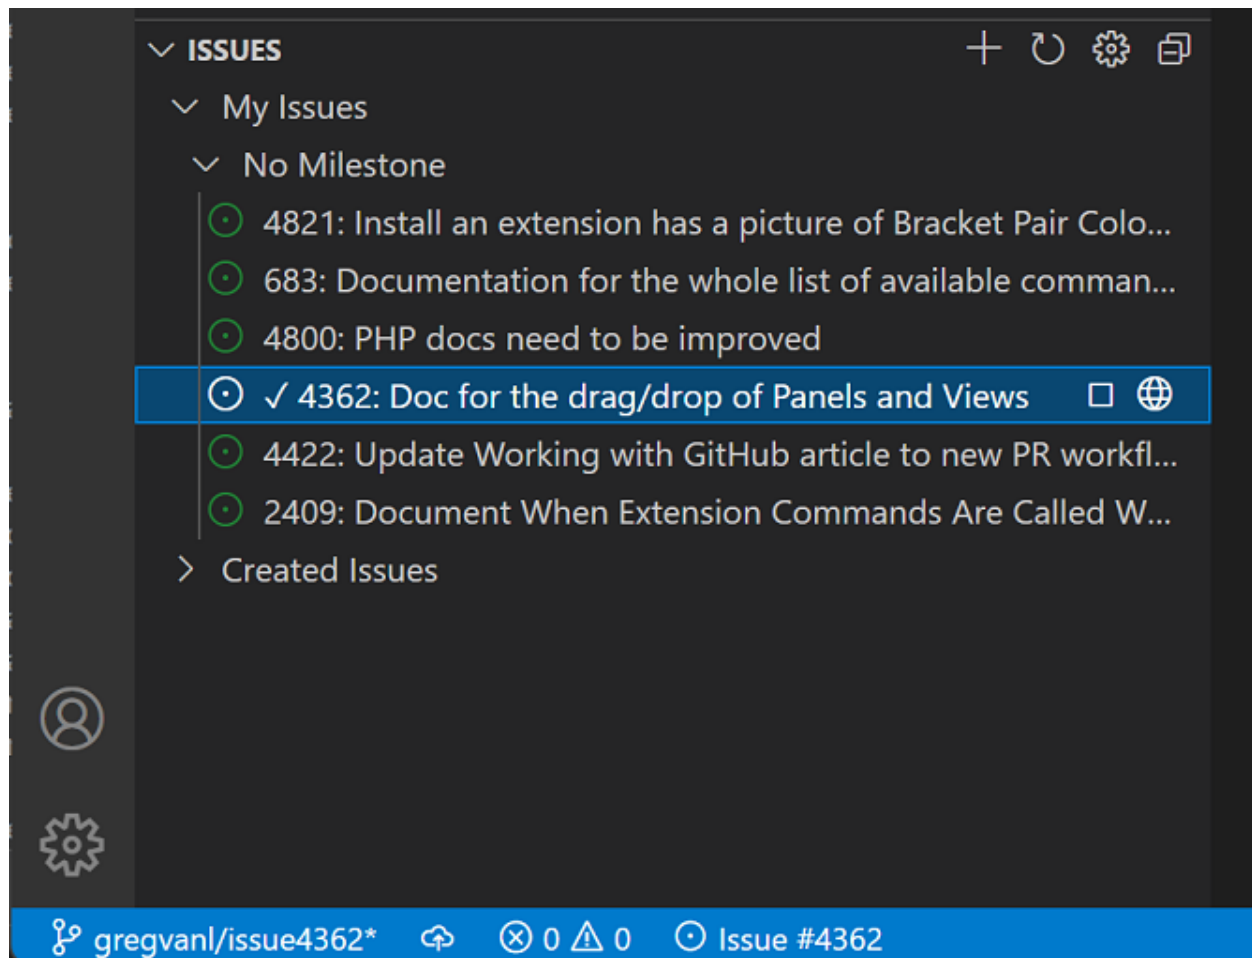 ISSUES
My Issues
No Milestone
4821: Install an extension has a picture of Bracket Pair Colo...
683: Documentation for the whole list of available comman...
4800: PHP docs need to be improved
✓ 4362: Doc for the drag/drop of Panels and Views
4422: Update Working with GitHub article to new PR workfl...
2409: Document When Extension Commands Are Called W...
Created Issues
gregvanl/issue4362* 0 0 Issue #4362